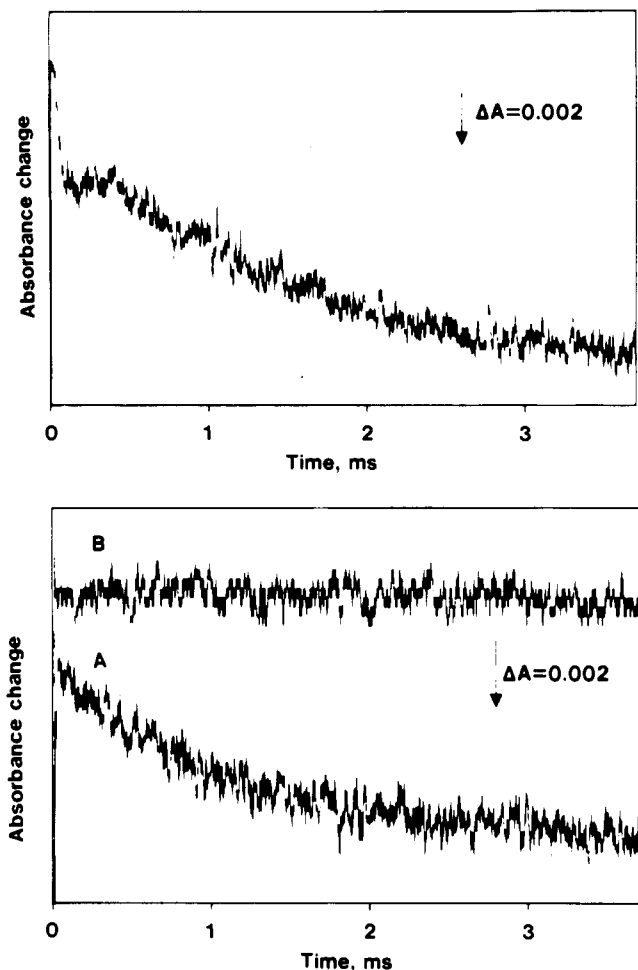 Absorbance change
ΔA=0.002
0 1 2 3
Time, ms
Absorbance change
B
A
ΔA=0.002
0 1 2 3
Time, ms